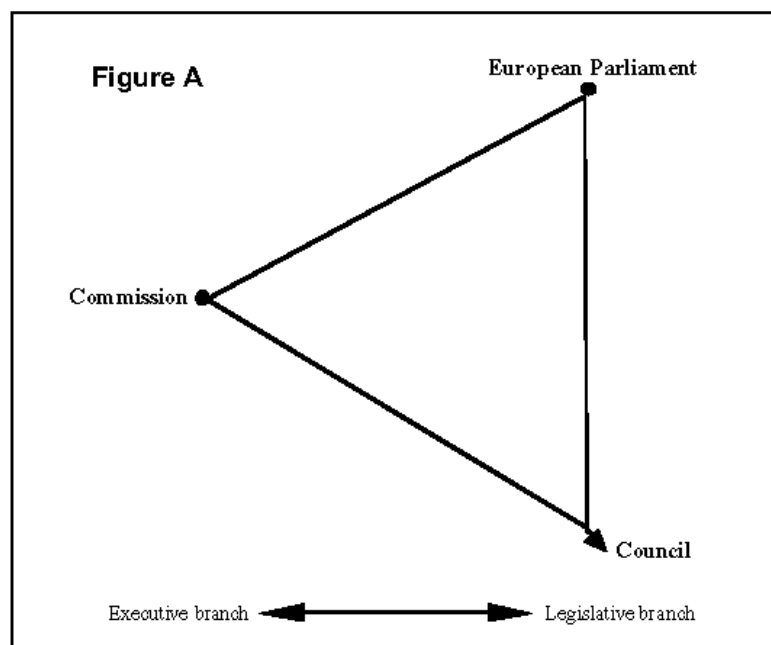 Figure A
European Parliament
Commission
Council
Executive branch
Legislative branch